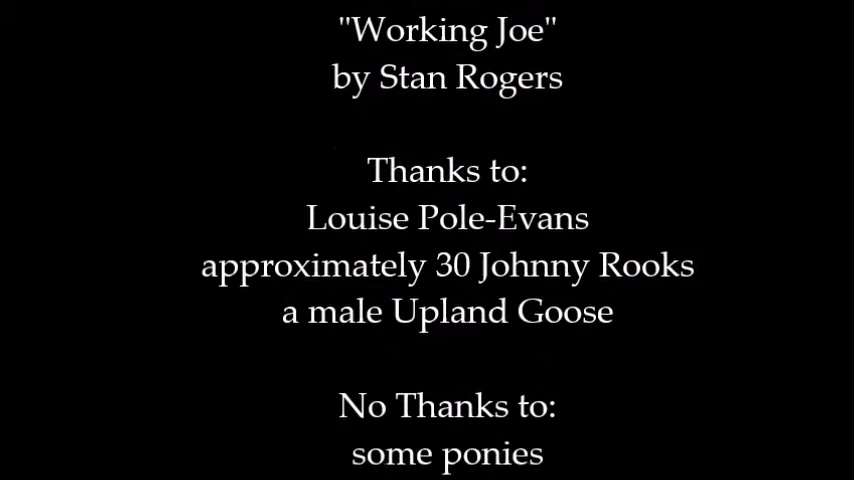 "Working Joe"
by Stan Rogers
Thanks to:
Louise Pole-Evans
approximately 30 Johnny Rooks
a male Upland Goose
No Thanks to:
some ponies